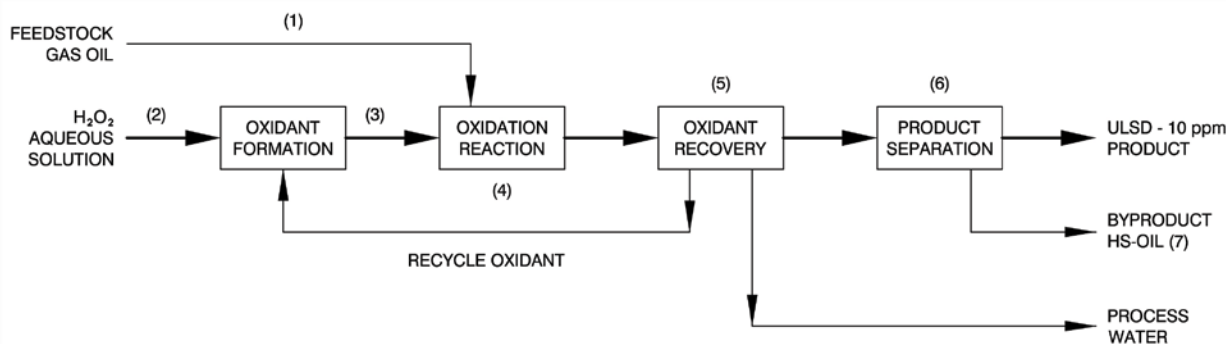 (1)
FEEDSTOCK
GAS OIL
H₂O₂
AQUEOUS
SOLUTION
(2)
OXIDANT
FORMATION
(3)
OXIDATION
REACTION
(4)
(5)
OXIDANT
RECOVERY
(6)
PRODUCT
SEPARATION
ULSD - 10 ppm
PRODUCT
BYPRODUCT
HS-OIL (7)
RECYCLE OXIDANT
PROCESS
WATER